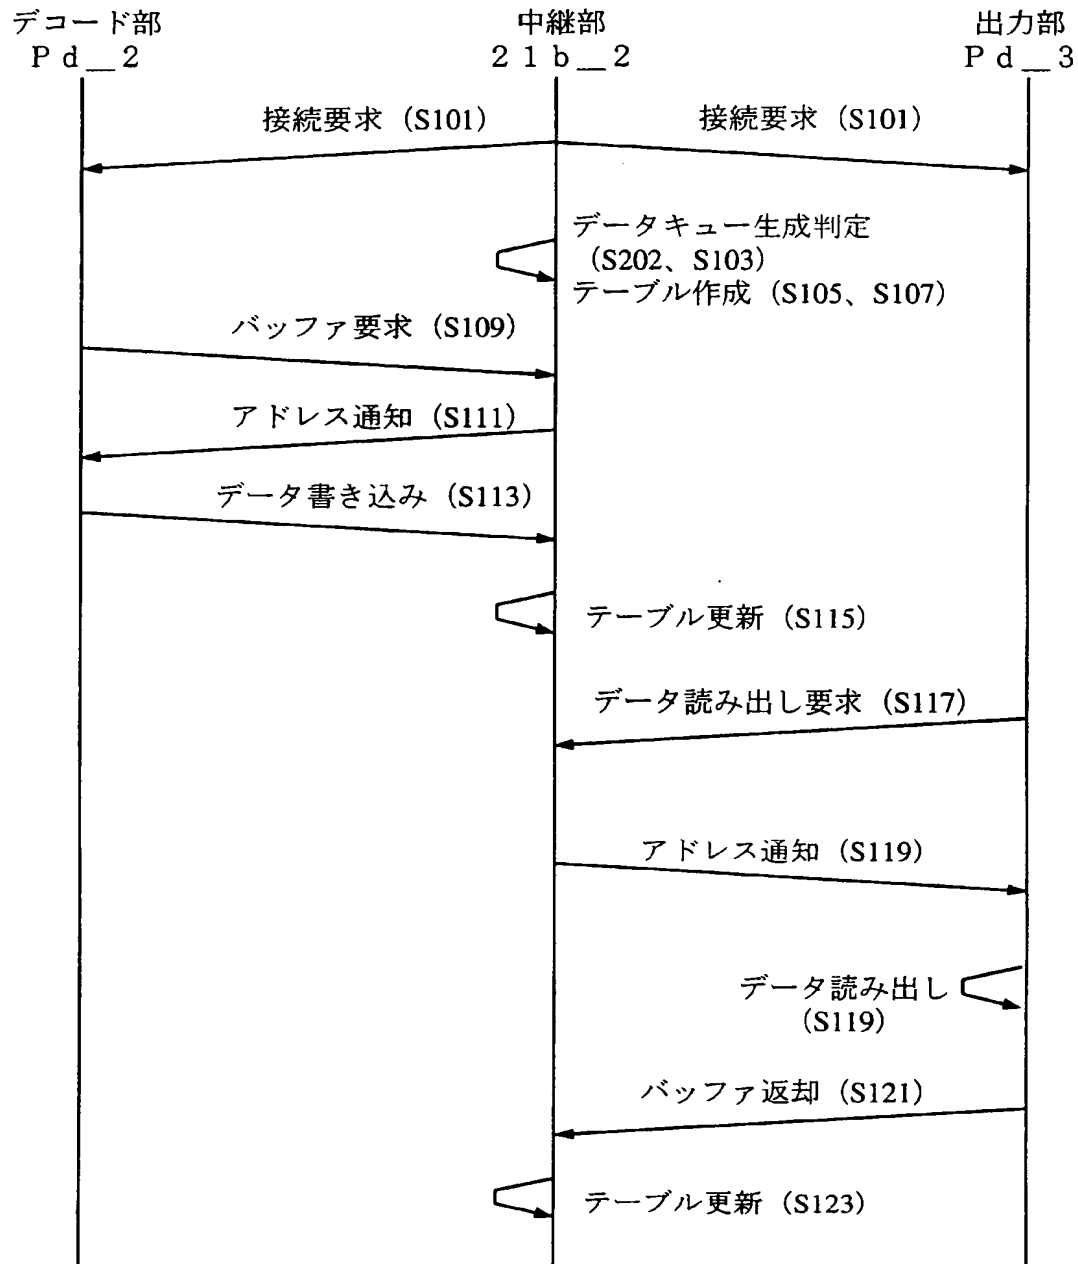 デコード部
Ｐｄ＿２
中継部
２１ｂ＿２
出力部
Ｐｄ＿３
接続要求（S101）
接続要求（S101）
データキュー生成判定
（S202、S103）
テーブル作成（S105、S107）
バッファ要求（S109）
アドレス通知（S111）
データ書き込み（S113）
テーブル更新（S115）
データ読み出し要求（S117）
アドレス通知（S119）
データ読み出し
（S119）
バッファ返却（S121）
テーブル更新（S123）